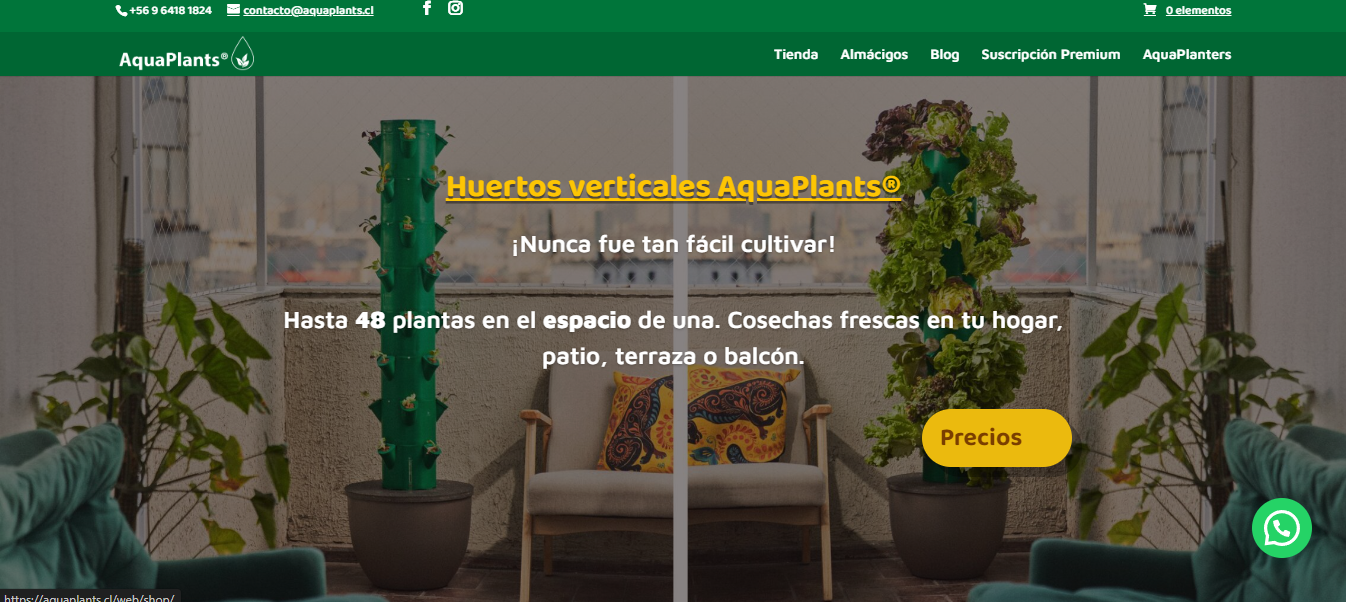 +56 9 6418 1824 contacto@aquaplants.cl 0 elementos
AquaPlants® Tienda Almácigos Blog Suscripción Premium AquaPlanters
Huertos verticales AquaPlants®
¡Nunca fue tan fácil cultivar!
Hasta 48 plantas en el espacio de una. Cosechas frescas en tu hogar,
patio, terraza o balcón.
Precios
https://aquaplants.cl/web/shop/